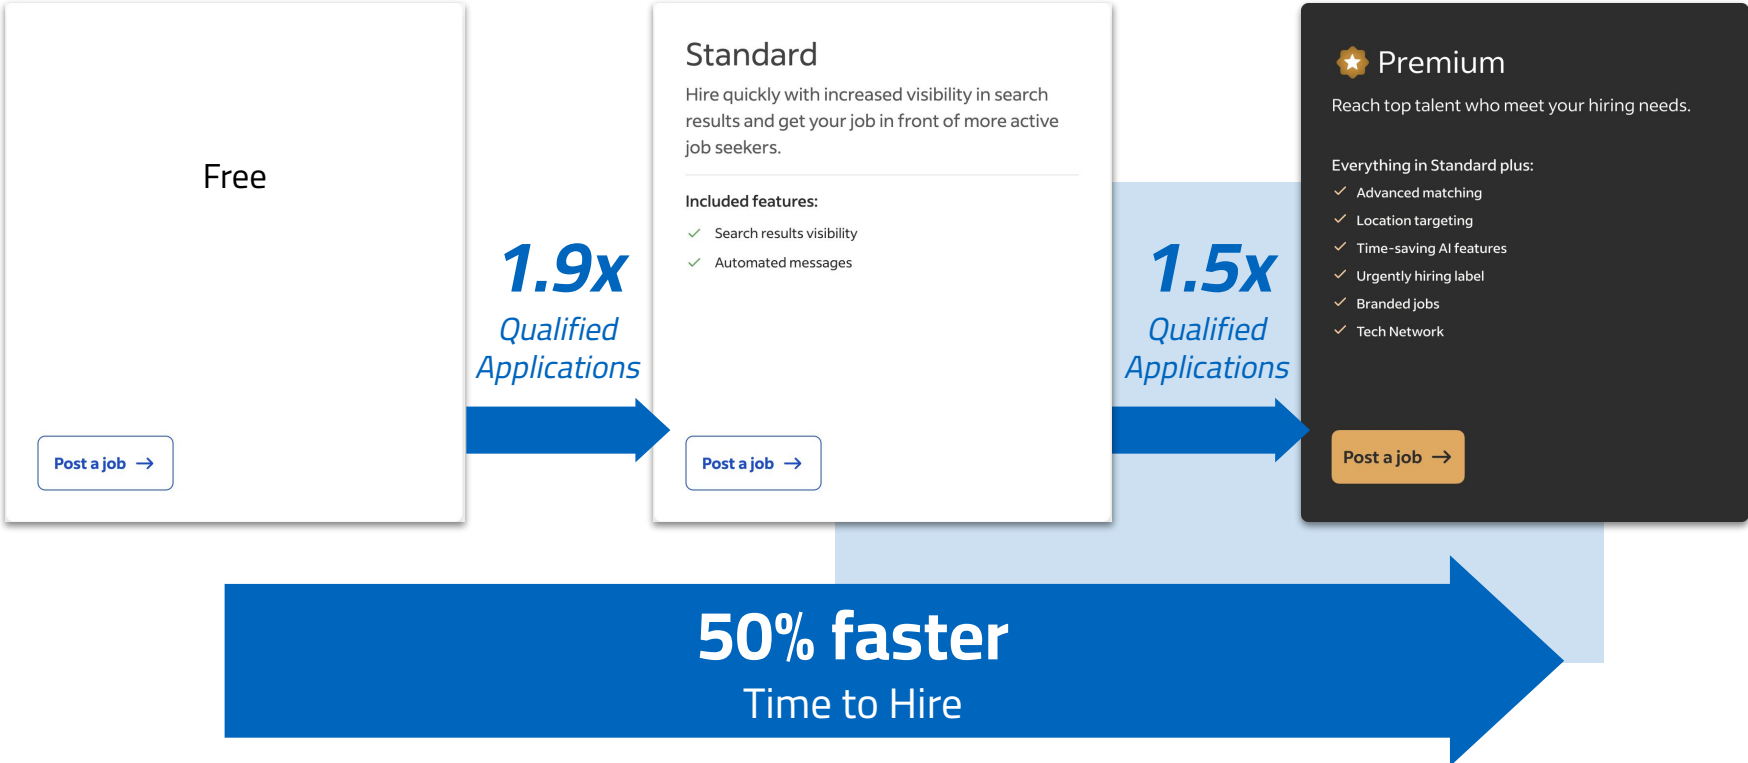 Free
Post a job
1.9x
Qualified
Applications
Standard
Hire quickly with increased visibility in search
results and get your job in front of more active
job seekers.
Included features:
Search results visibility
Automated messages
Post a job
1.5x
Qualified
Applications
Premium
Reach top talent who meet your hiring needs.
Everything in Standard plus:
Advanced matching
Location targeting
Time-saving AI features
Urgently hiring label
Branded jobs
Tech Network
Post a job
50% faster
Time to Hire